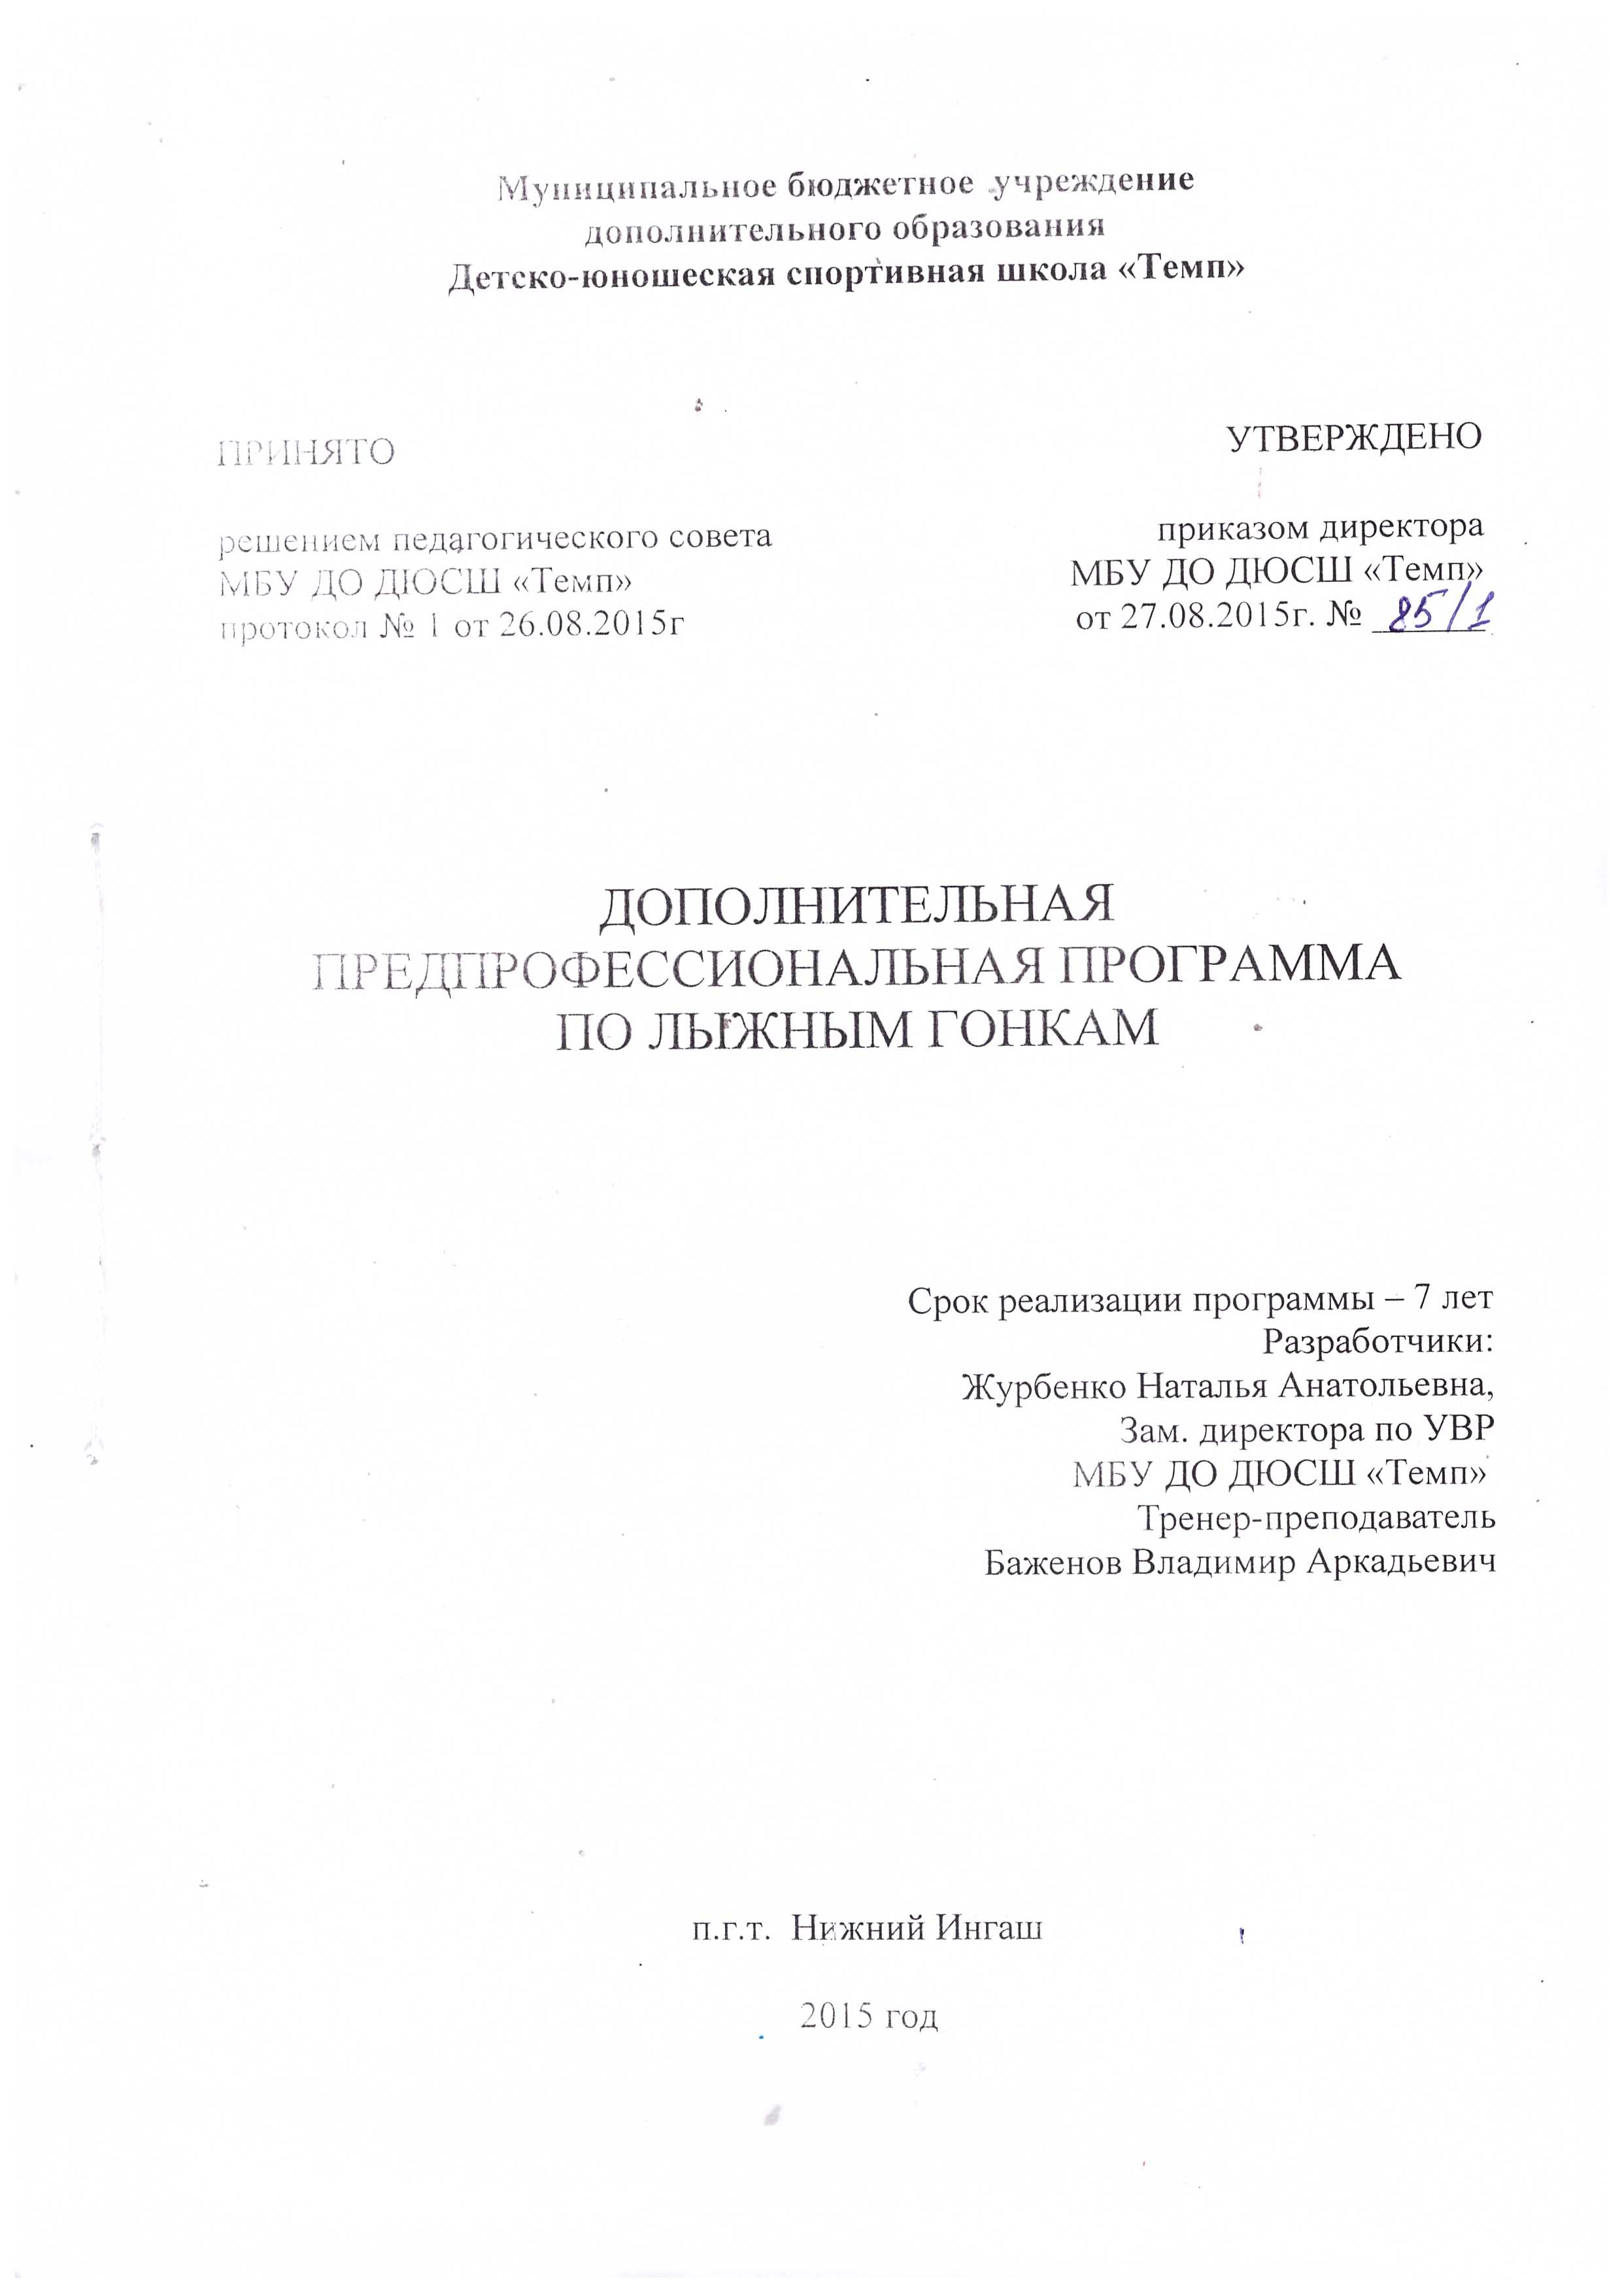 Муниципальное бюджетное учреждение
дополнительного образования
Детско-юношеская спортивная школа «Темп»
ПРИНЯТО
решением педагогического совета
МБУ ДО ДЮСШ «Темп»
протокол № 1 от 26.08.2015г
УТВЕРЖДЕНО
приказом директора
МБУ ДО ДЮСШ «Темп»
от 27.08.2015г. № 85/1
ДОПОЛНИТЕЛЬНАЯ
ПРЕДПРОФЕССИОНАЛЬНАЯ ПРОГРАММА
ПО ЛЫЖНЫМ ГОНКАМ
Срок реализации программы – 7 лет
Разработчики:
Журбенко Наталья Анатольевна,
Зам. директора по УВР
МБУ ДО ДЮСШ «Темп»
Тренер-преподаватель
Баженов Владимир Аркадьевич
п.г.т. Нижний Ингаш
2015 год